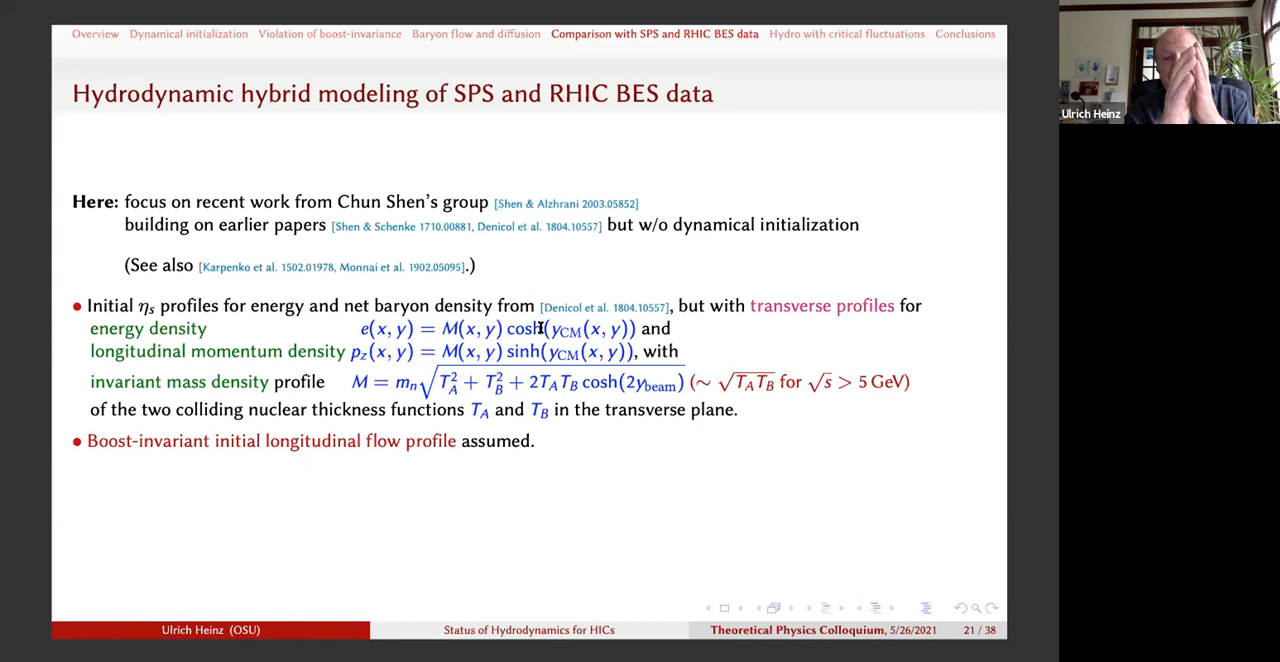 Overview Dynamical initialization Violation of boost-invariance Baryon flow and diffusion Comparison with SPS and RHIC BES data Hydro with critical fluctuations Conclusions
Hydrodynamic hybrid modeling of SPS and RHIC BES data
Here: focus on recent work from Chun Shen's group [Shen & Alzhrani 2003.05852]
building on earlier papers [Shen & Schenke 1710.00881, Denicol et al. 1804.10557] but w/o dynamical initialization
(See also [Karpenko et al. 1502.01978, Monnai et al. 1902.05095].)
• Initial ηs profiles for energy and net baryon density from [Denicol et al. 1804.10557], but with transverse profiles for
energy density e(x, y) = M(x, y) cosh(yCM(x, y)) and
longitudinal momentum density pz(x, y) = M(x, y) sinh(yCM(x, y)), with
invariant mass density profile M = mn√(T²A + T²B + 2TATB cosh(2ybeam)) (∼ √TATB for √s > 5 GeV)
of the two colliding nuclear thickness functions TA and TB in the transverse plane.
• Boost-invariant initial longitudinal flow profile assumed.
Ulrich Heinz (OSU) Status of Hydrodynamics for HICs Theoretical Physics Colloquium, 5/26/2021 21 / 38
Ulrich Heinz